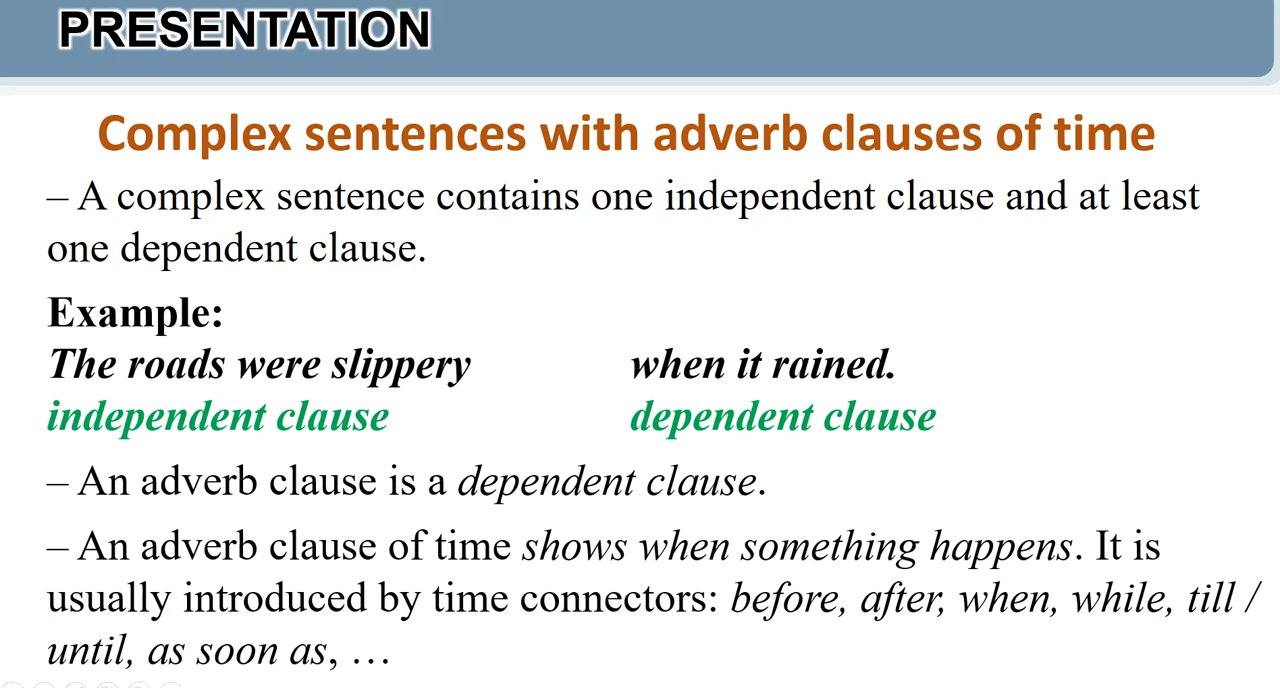 PRESENTATION
Complex sentences with adverb clauses of time
– A complex sentence contains one independent clause and at least
one dependent clause.
Example:
The roads were slippery when it rained.
independent clause dependent clause
– An adverb clause is a dependent clause.
– An adverb clause of time shows when something happens. It is
usually introduced by time connectors: before, after, when, while, till /
until, as soon as, …